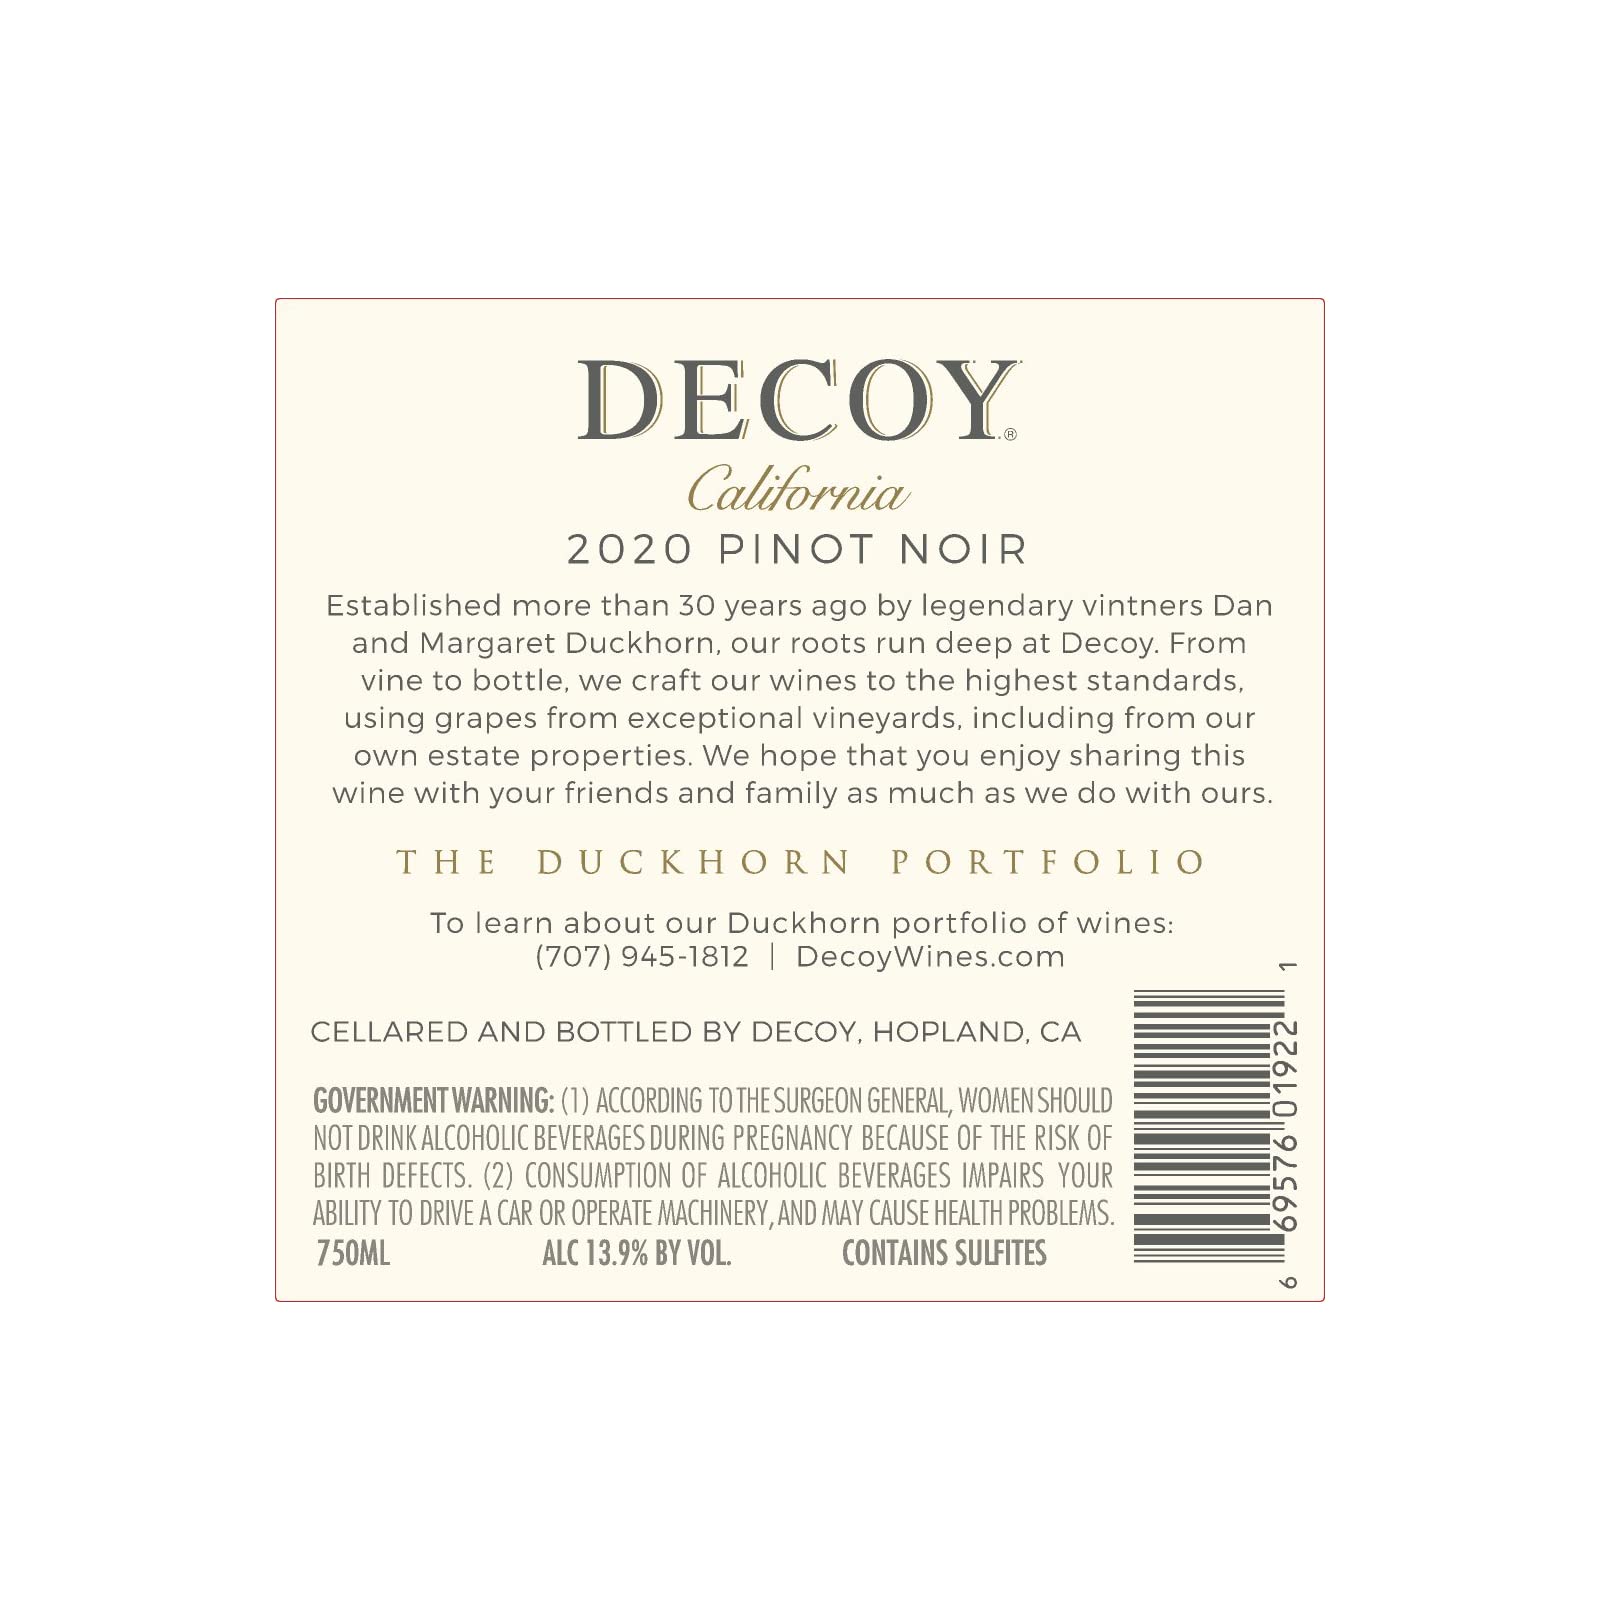 DECOY®
California
2020 PINOT NOIR
Established more than 30 years ago by legendary vintners Dan
and Margaret Duckhorn, our roots run deep at Decoy. From
vine to bottle, we craft our wines to the highest standards,
using grapes from exceptional vineyards, including from our
own estate properties. We hope that you enjoy sharing this
wine with your friends and family as much as we do with ours.
THE DUCKHORN PORTFOLIO
To learn about our Duckhorn portfolio of wines:
(707) 945-1812 | DecoyWines.com
CELLARED AND BOTTLED BY DECOY, HOPLAND, CA
GOVERNMENT WARNING: (1) ACCORDING TO THE SURGEON GENERAL, WOMEN SHOULD
NOT DRINK ALCOHOLIC BEVERAGES DURING PREGNANCY BECAUSE OF THE RISK OF
BIRTH DEFECTS. (2) CONSUMPTION OF ALCOHOLIC BEVERAGES IMPAIRS YOUR
ABILITY TO DRIVE A CAR OR OPERATE MACHINERY, AND MAY CAUSE HEALTH PROBLEMS.
750ML ALC 13.9% BY VOL. CONTAINS SULFITES
6 69576 01922 1